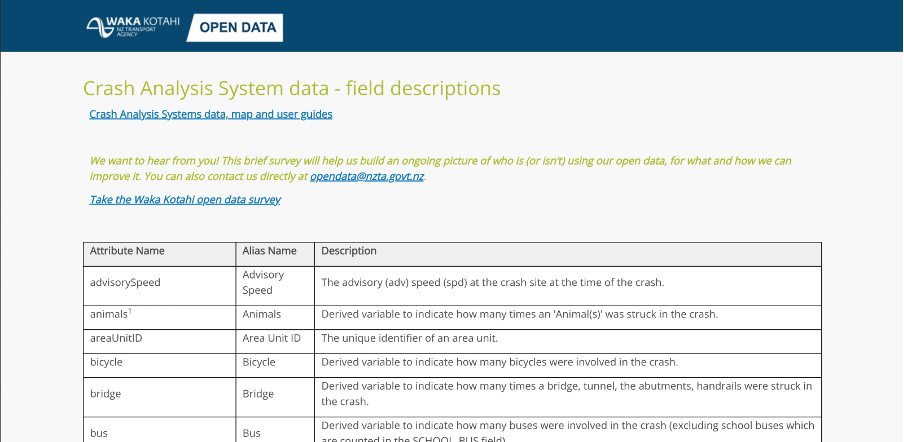 WAKA KOTAHI
NZ TRANSPORT
AGENCY
OPEN DATA
Crash Analysis System data - field descriptions
Crash Analysis Systems data, map and user guides
We want to hear from you! This brief survey will help us build an ongoing picture of who is (or isn't) using our open data, for what and how we can
improve it. You can also contact us directly at opendata@nzta.govt.nz.
Take the Waka Kotahi open data survey
Attribute Name Alias Name Description
advisorySpeed Advisory Speed The advisory (adv) speed (spd) at the crash site at the time of the crash.
animals¹ Animals Derived variable to indicate how many times an 'Animal(s)' was struck in the crash.
areaUnitID Area Unit ID The unique identifier of an area unit.
bicycle Bicycle Derived variable to indicate how many bicycles were involved in the crash.
bridge Bridge Derived variable to indicate how many times a bridge, tunnel, the abutments, handrails were struck in
the crash.
bus Bus Derived variable to indicate how many buses were involved in the crash (excluding school buses which
are counted in the SCHOOL_BUS field).